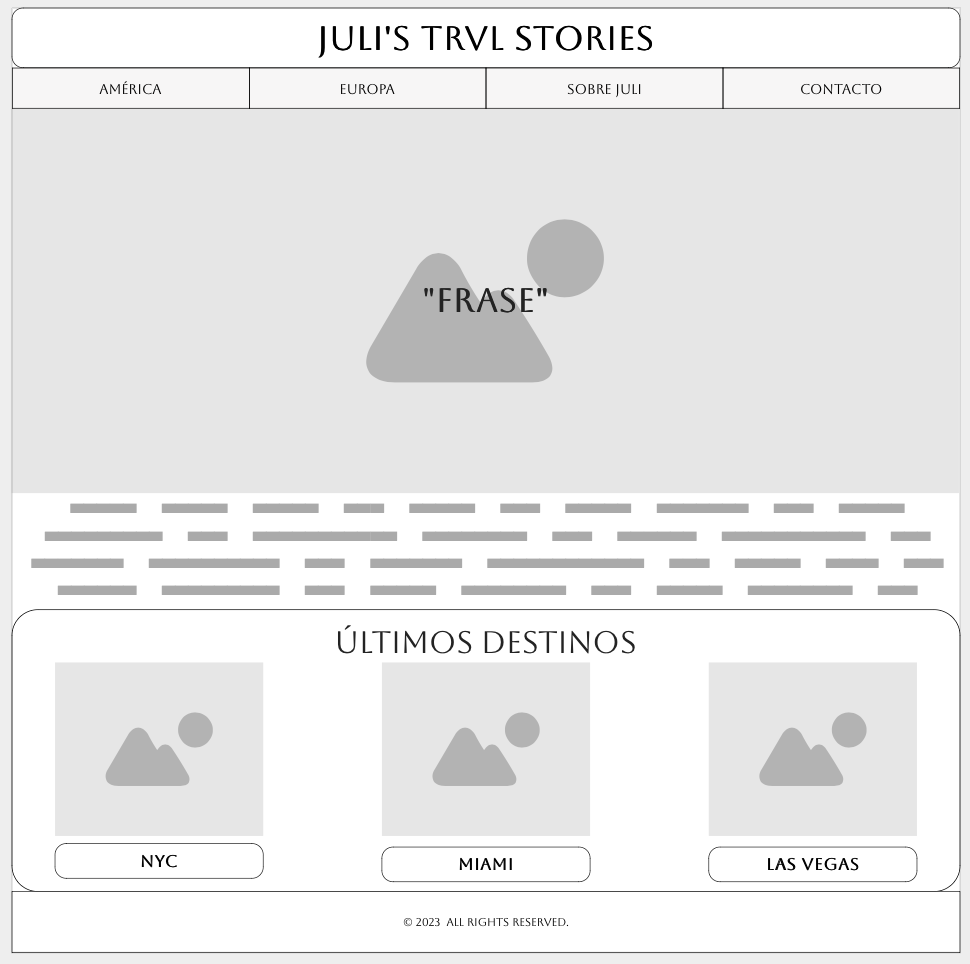 JULI'S TRVL STORIES
AMÉRICA
EUROPA
SOBRE JULI
CONTACTO
"FRASE"
ÚLTIMOS DESTINOS
NYC
MIAMI
LAS VEGAS
© 2023 ALL RIGHTS RESERVED.